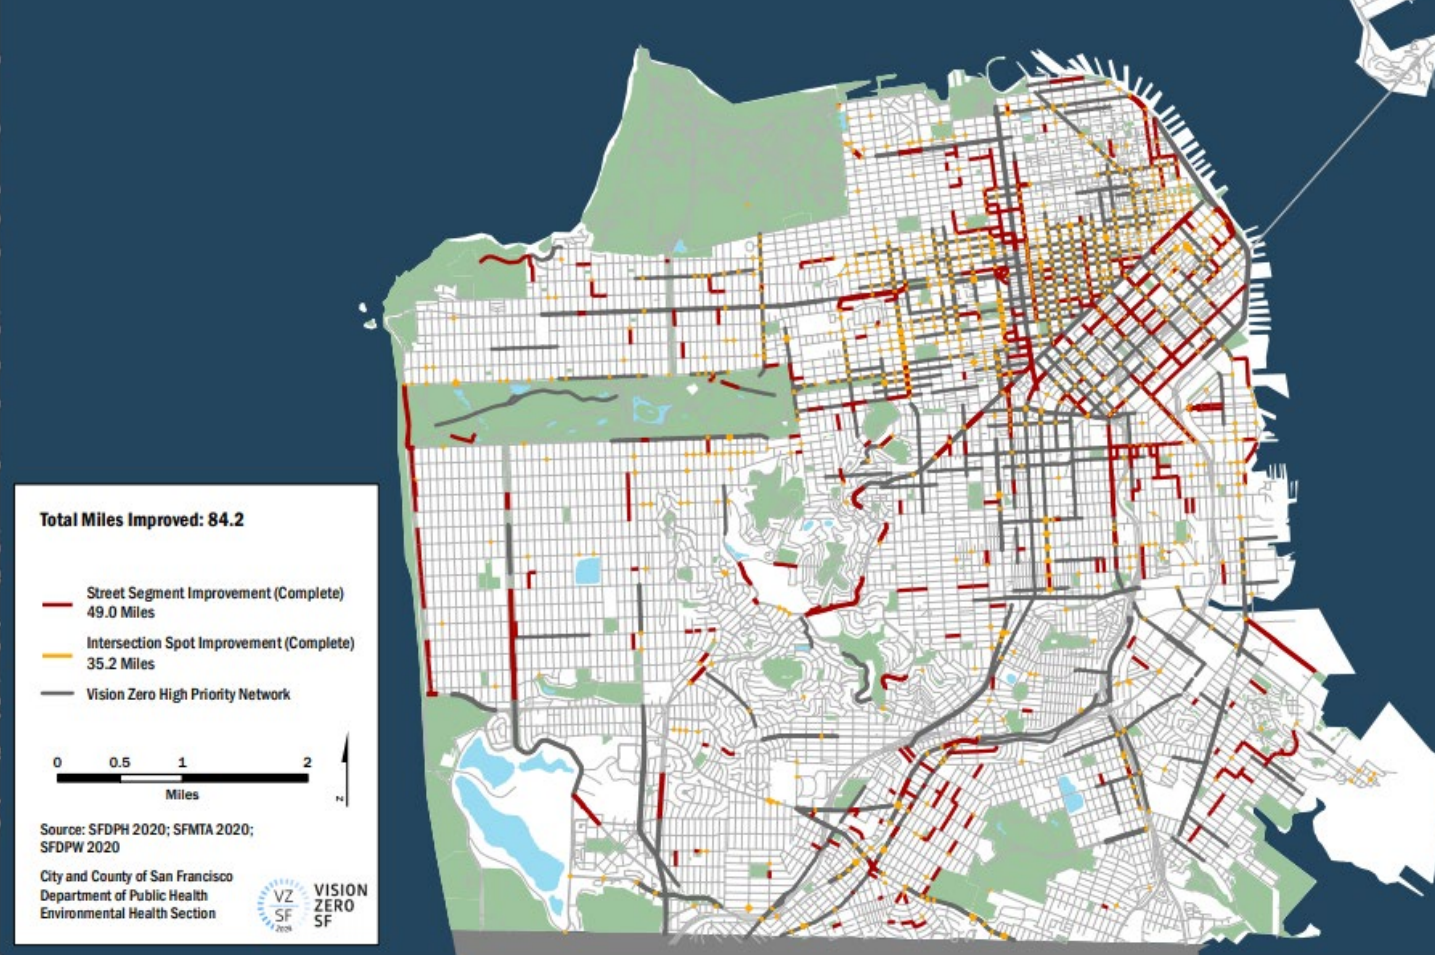 Total Miles Improved: 84.2
Street Segment Improvement (Complete)
49.0 Miles
Intersection Spot Improvement (Complete)
35.2 Miles
Vision Zero High Priority Network
0 0.5 1 2
Miles
N
Source: SFDPH 2020; SFMTA 2020;
SFDPW 2020
City and County of San Francisco
Department of Public Health
Environmental Health Section
VZ
SF
VISION
ZERO
SF